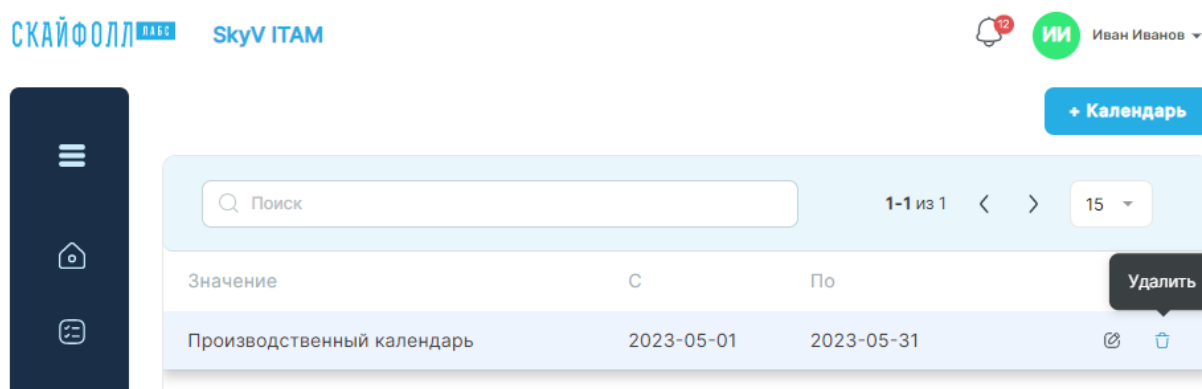 СКАЙФОЛЛ ЛАБС SkyV ITAM 12 ИИ Иван Иванов
+ Календарь
Поиск 1-1 из 1 15
Значение С По Удалить
Производственный календарь 2023-05-01 2023-05-31